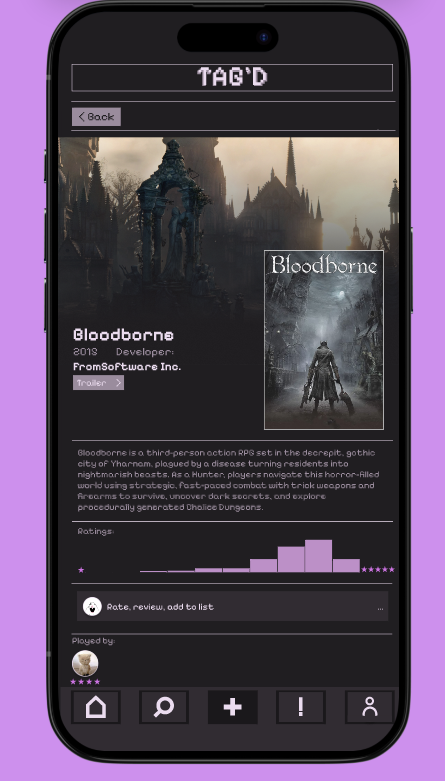 TAG'D
< Back
Bloodborne
Bloodborne
2015 Developer:
FromSoftware Inc.
Trailer >
Bloodborne is a third-person action RPG set in the decrepit, gothic
city of Yharnam, plagued by a disease turning residents into
nightmarish beasts. As a Hunter, players navigate this horror-filled
world using strategic, fast-paced combat with trick weapons and
firearms to survive, uncover dark secrets, and explore
procedurally generated Chalice Dungeons.
Ratings:
★ ★★★★★
Rate, review, add to list ...
Played by:
★★★★